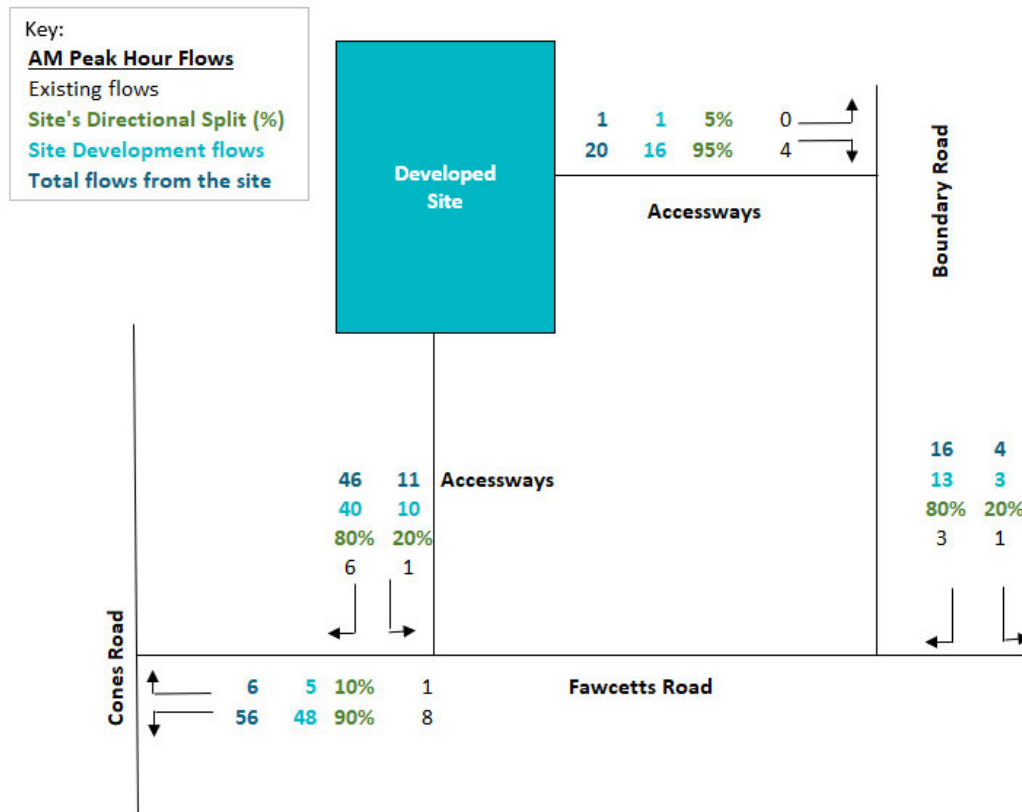 Key:
AM Peak Hour Flows
Existing flows
Site's Directional Split (%)
Site Development flows
Total flows from the site
Developed
Site
1 1 5% 0
20 16 95% 4
Accessways
Boundary Road
46 11
40 10
80% 20%
6 1
Accessways
16 4
13 3
80% 20%
3 1
Cones Road
6 5 10% 1
56 48 90% 8
Fawcetts Road